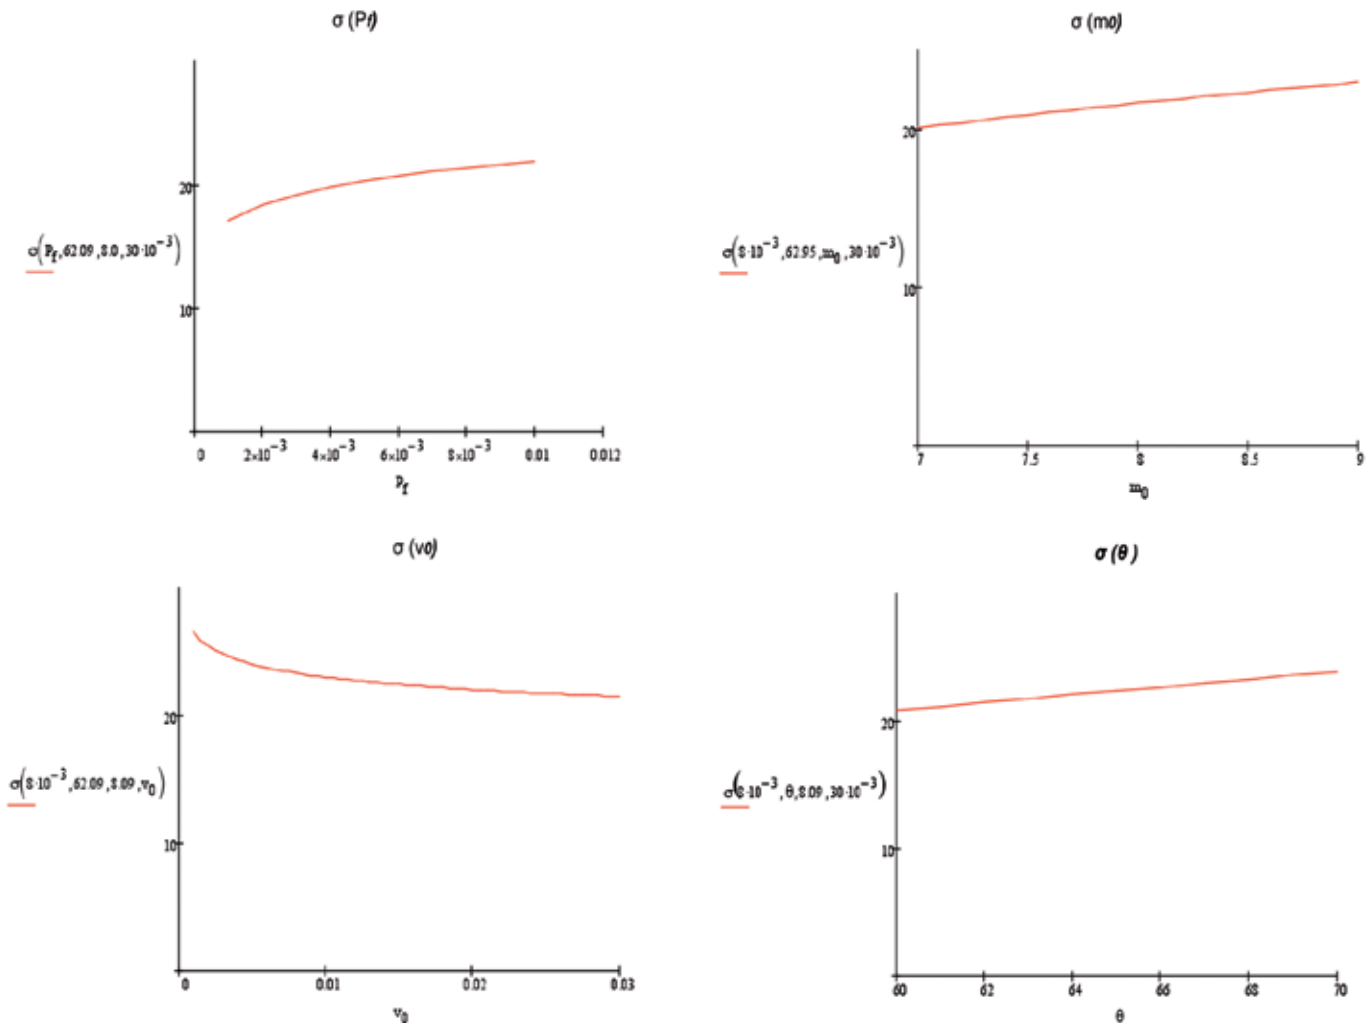 σ (Pf)
20
10
σ(Pf, 62.09, 8.0, 30·10⁻³)
0 2×10⁻³ 4×10⁻³ 6×10⁻³ 8×10⁻³ 0.01 0.012
Pf
σ (m0)
20
10
σ(8·10⁻³, 62.95, m₀, 30·10⁻³)
7 7.5 8 8.5 9
m₀
σ (v0)
20
10
σ(8·10⁻³, 62.09, 8.09, v₀)
0 0.01 0.02 0.03
v₀
σ (θ)
20
10
σ(8·10⁻³, θ, 8.09, 30·10⁻³)
60 62 64 66 68 70
θ